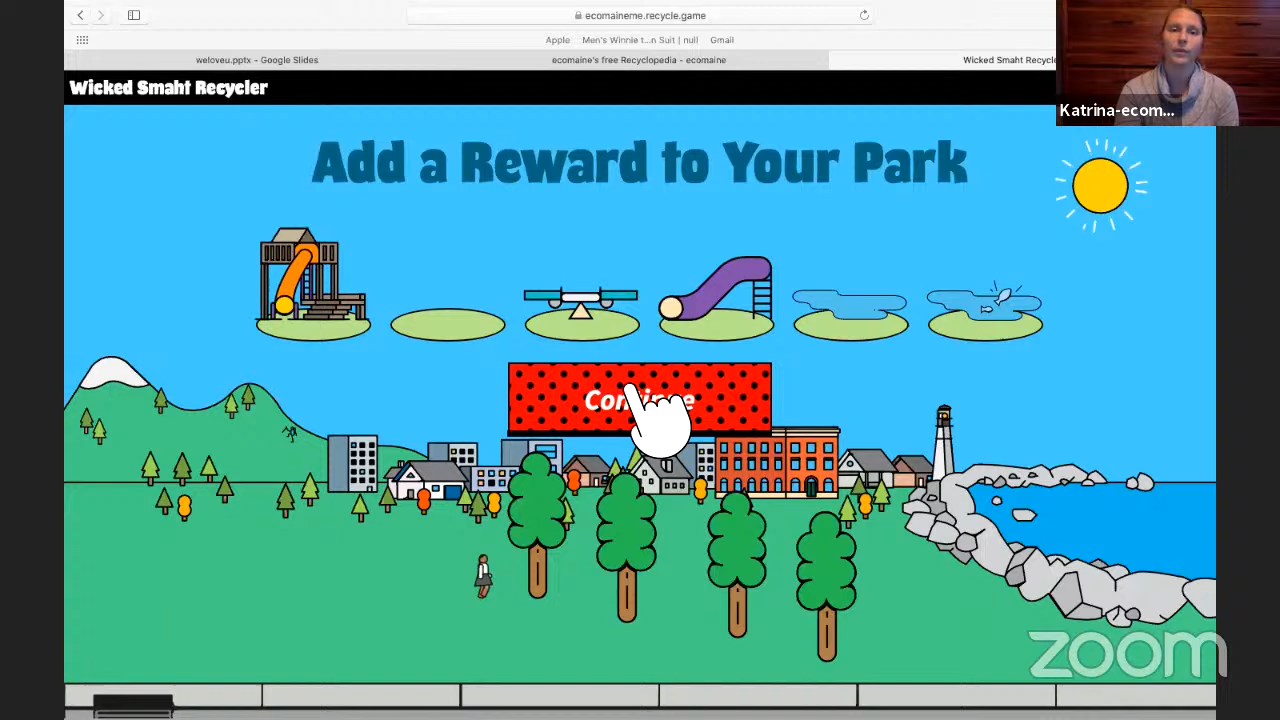 ecomaineme.recycle.game
Apple Men's Winnie t...n Suit | null Gmail
weloveu.pptx - Google Slides ecomaine's free Recyclopedia - ecomaine Wicked Smaht Recycle
Wicked Smaht Recycler
Katrina-ecom...
Add a Reward to Your Park
Continue
zoom